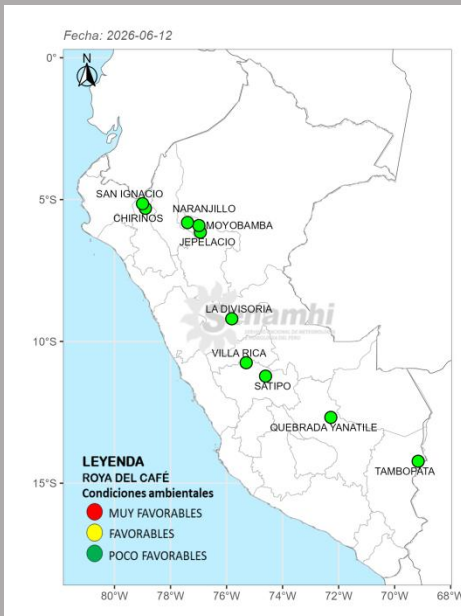 Fecha: 2026-06-12
N
0°
SAN IGNACIO
NARANJILLO
5°S
CHIRINOS
MOYOBAMBA
JEPELACIO
LA DIVISORIA
Senamhi
10°S
VILLA RICA
SATIPO
QUEBRADA YANATILE
TAMBOPATA
LEYENDA
15°S
ROYA DEL CAFÉ
Condiciones ambientales
MUY FAVORABLES
FAVORABLES
POCO FAVORABLES
80°W 78°W 76°W 74°W 72°W 70°W 68°W